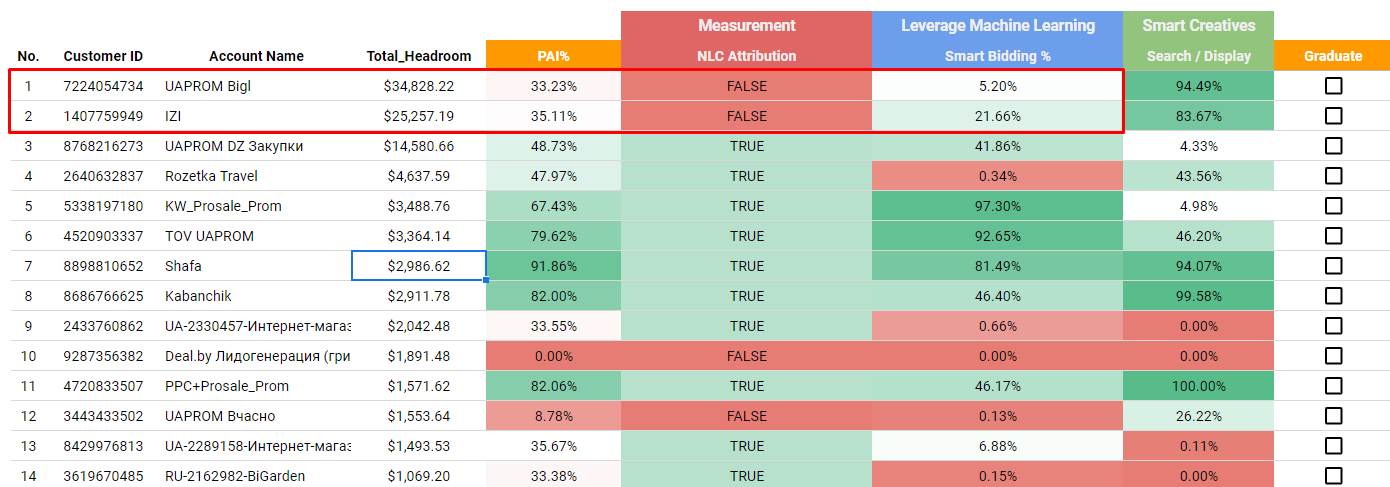 Measurement Leverage Machine Learning Smart Creatives
No. Customer ID Account Name Total_Headroom PAI% NLC Attribution Smart Bidding % Search / Display Graduate
1 7224054734 UAPROM Bigl $34,828.22 33.23% FALSE 5.20% 94.49%
2 1407759949 IZI $25,257.19 35.11% FALSE 21.66% 83.67%
3 8768216273 UAPROM DZ Закупки $14,580.66 48.73% TRUE 41.86% 4.33%
4 2640632837 Rozetka Travel $4,637.59 47.97% TRUE 0.34% 43.56%
5 5338197180 KW_Prosale_Prom $3,488.76 67.43% TRUE 97.30% 4.98%
6 4520903337 TOV UAPROM $3,364.14 79.62% TRUE 92.65% 46.20%
7 8898810652 Shafa $2,986.62 91.86% TRUE 81.49% 94.07%
8 8686766625 Kabanchik $2,911.78 82.00% TRUE 46.40% 99.58%
9 2433760862 UA-2330457-Интернет-магаз $2,042.48 33.55% TRUE 0.66% 0.00%
10 9287356382 Deal.by Лидогенерация (гри $1,891.48 0.00% FALSE 0.00% 0.00%
11 4720833507 PPC+Prosale_Prom $1,571.62 82.06% TRUE 46.17% 100.00%
12 3443433502 UAPROM Вчасно $1,553.64 8.78% FALSE 0.13% 26.22%
13 8429976813 UA-2289158-Интернет-магаз $1,493.53 35.67% TRUE 6.88% 0.11%
14 3619670485 RU-2162982-BiGarden $1,069.20 33.38% TRUE 0.15% 0.00%